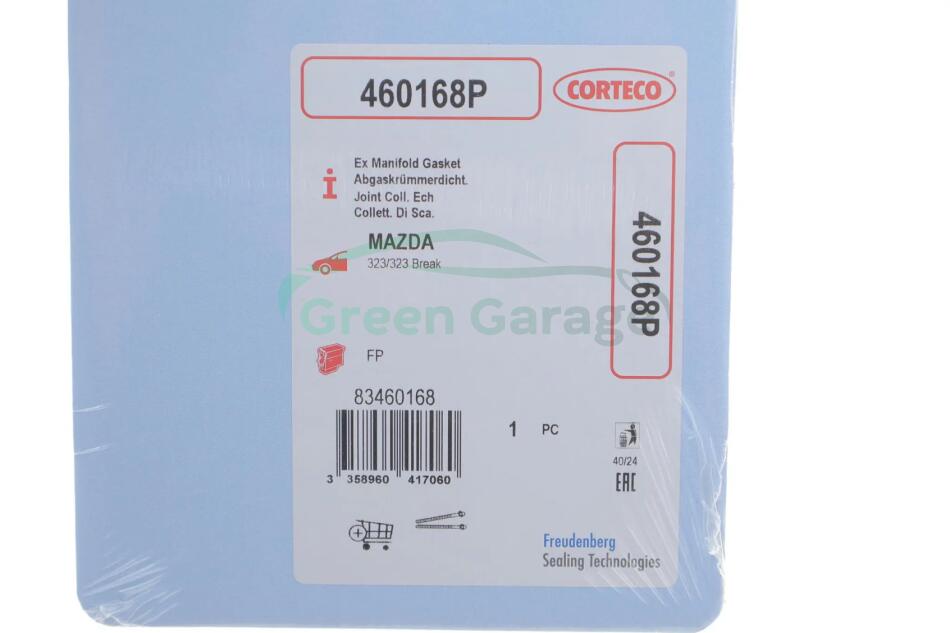 460168P
CORTECO®
Ex Manifold Gasket
Abgaskrümmerdicht.
Joint Coll. Ech
Collett. Di Sca.
MAZDA
323/323 Break
460168P
Green Garage
FP
83460168
3 358960 417060
1 PC
40/24
EAC
Freudenberg
Sealing Technologies